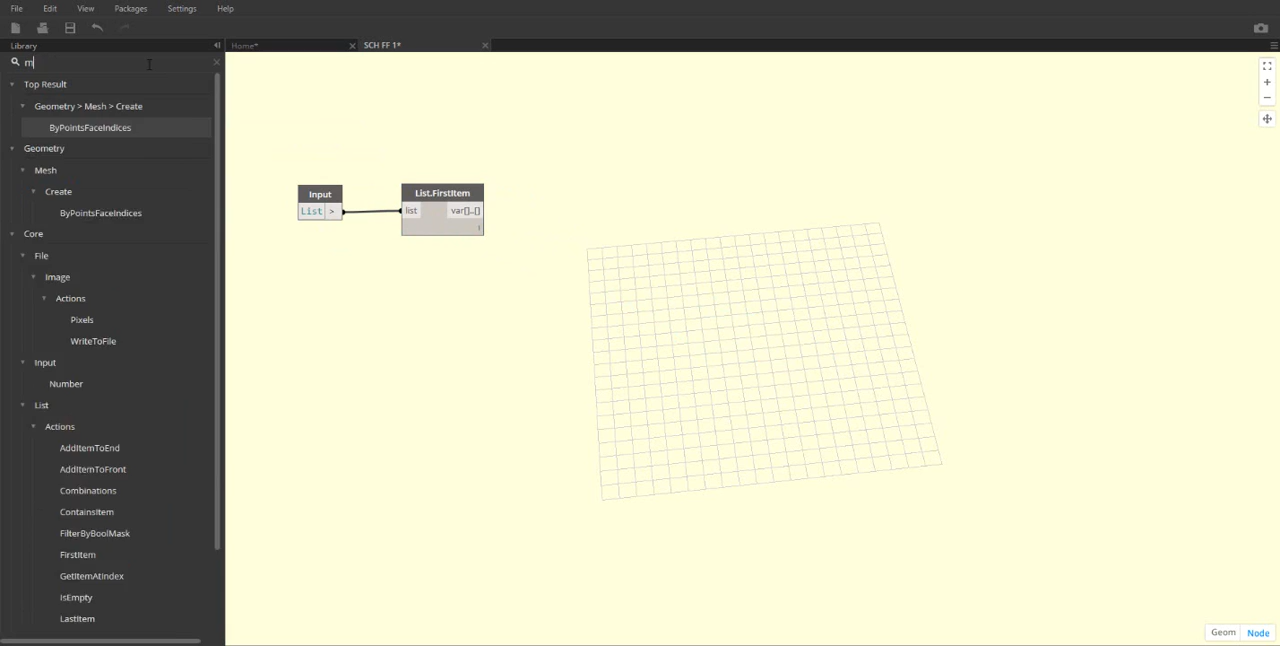 File Edit View Packages Settings Help
Library
Home*
SCH FF 1*
m
Top Result
Geometry > Mesh > Create
ByPointsFaceIndices
Geometry
Mesh
Create
ByPointsFaceIndices
Core
File
Image
Actions
Pixels
WriteToFile
Input
Number
List
Actions
AddItemToEnd
AddItemToFront
Combinations
ContainsItem
FilterByBoolMask
FirstItem
GetItemAtIndex
IsEmpty
LastItem
Input
List >
List.FirstItem
list var[]..[]
Geom Node